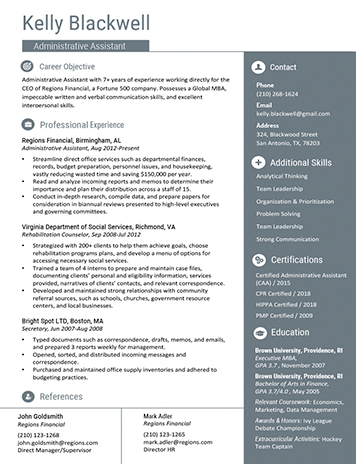 Kelly Blackwell
Administrative Assistant
Career Objective
Administrative Assistant with 7+ years of experience working directly for the
CEO of Regions Financial, a Fortune 500 company. Possesses a Global MBA,
impeccable written and verbal communication skills, and excellent
interpersonal skills.
Professional Experience
Regions Financial, Birmingham, AL
Administrative Assistant, Aug 2012-Present
Streamline direct office services such as departmental finances,
records, budget preparation, personnel issues, and housekeeping,
vastly reducing wasted time and saving $150,000 per year.
Read and analyze incoming reports and memos to determine their
importance and plan their distribution across a staff of 15.
Conduct in-depth research, compile data, and prepare papers for
consideration in biannual reviews presented to high-level executives
and governing committees.
Virginia Department of Social Services, Richmond, VA
Rehabilitation Counselor, Sep 2008-Jul 2012
Strategized with 200+ clients to help them achieve goals, choose
rehabilitation programs plans, and develop a menu of options for
accessing necessary resources.
Trained a team of 4 interns to prepare and maintain case files,
documenting clients' personal and eligibility information, services
provided, narratives of clients' contacts, and relevant correspondence.
Developed and maintained strong relationships with community
referral sources, such as schools, churches, government resource
centers, and local businesses.
Bright Spot LTD, Boston, MA
Secretary, Jun 2007-Aug 2008
Typed documents such as correspondence, drafts, memos, and emails,
and prepared 3 reports weekly for management.
Opened, sorted, and distributed incoming messages and
correspondence.
Purchased and maintained office supply inventories and adhered to
budgeting practices.
References
John Goldsmith
Regions Financial
(210) 123-1268
john.goldsmith@regions.com
Direct Manager/Supervisor
Mark Adler
Regions Financial
(210) 123-1265
mark.adler@regions.com
Director HR
Contact
Phone
(210) 268-1624
Email
kelly.blackwell@gmail.com
Address
324, Blackwood Street
San Antonio, TX, 78203
Additional Skills
Analytical Thinking
Team Leadership
Organization & Prioritization
Problem Solving
Team Leadership
Strong Communication
Certifications
Certified Administrative Assistant
(CAA) / 2015
CPR Certified / 2018
HIPPA Certified / 2018
PMP Certified / 2009
Education
Brown University, Providence, RI
Executive MBA,
GPA 3.7, November 2007
Brown University, Providence, RI
Bachelor of Arts in Finance,
GPA 3.7/4.0, May 2005
Relevant Coursework: Economics,
Marketing, Data Management
Awards & Honors: Ivy League
Debate Championship
Extracurricular Activities: Hockey
Team Captain